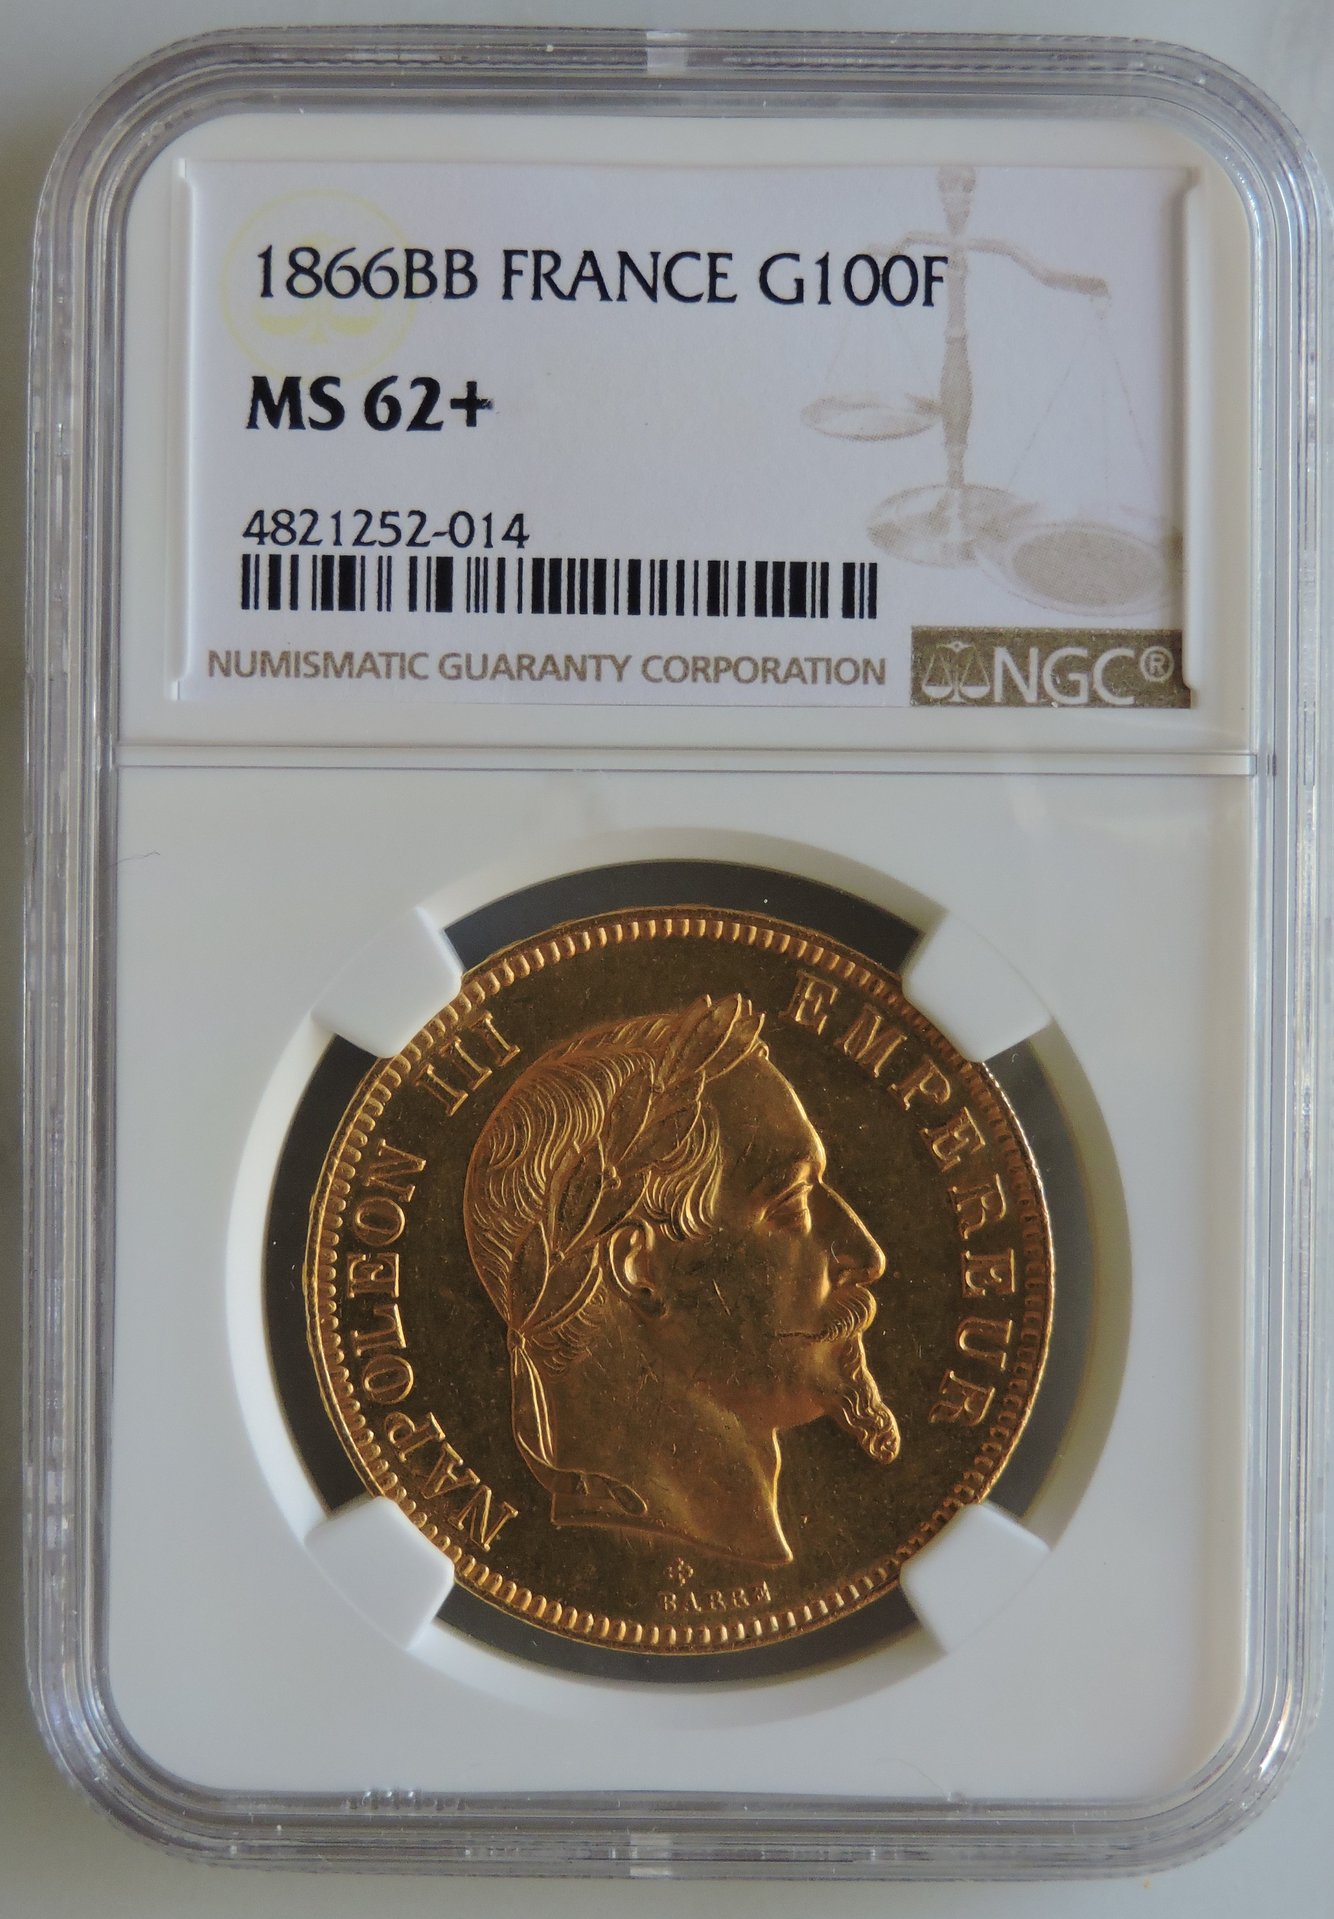 1866BB FRANCE G100F
MS 62+
4821252-014
NUMISMATIC GUARANTY CORPORATION NGC®
NAPOLEON III EMPEREUR
BARRE